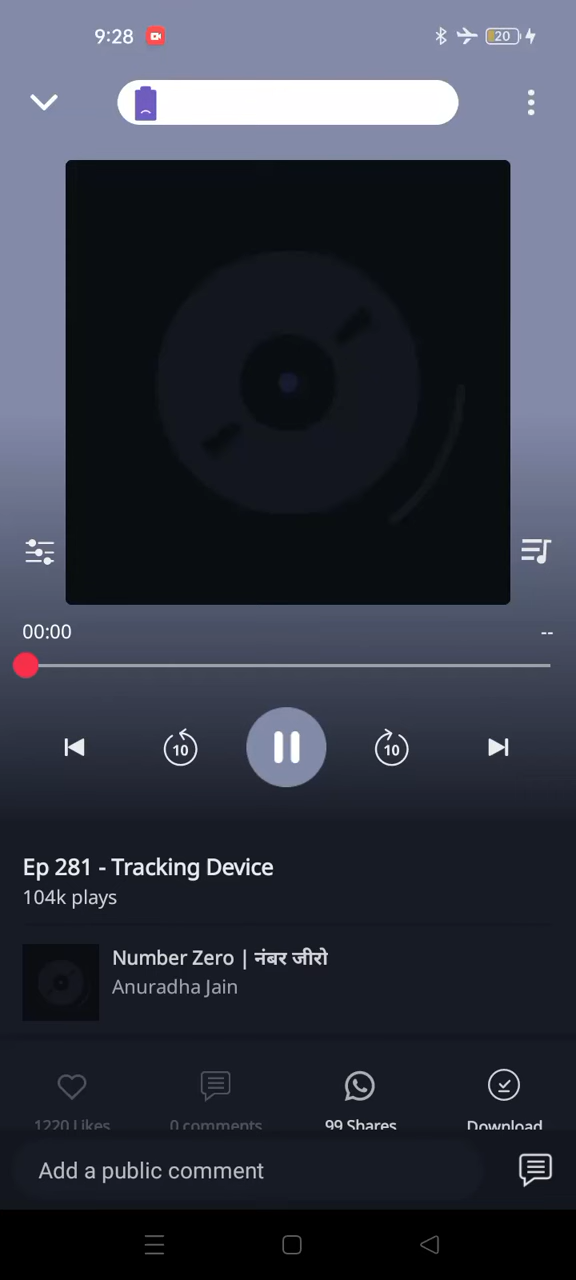 9:28
20
00:00
--
10
10
Ep 281 - Tracking Device
104k plays
Number Zero | नंबर जीरो
Anuradha Jain
1220 Likes
0 comments
99 Shares
Download
Add a public comment